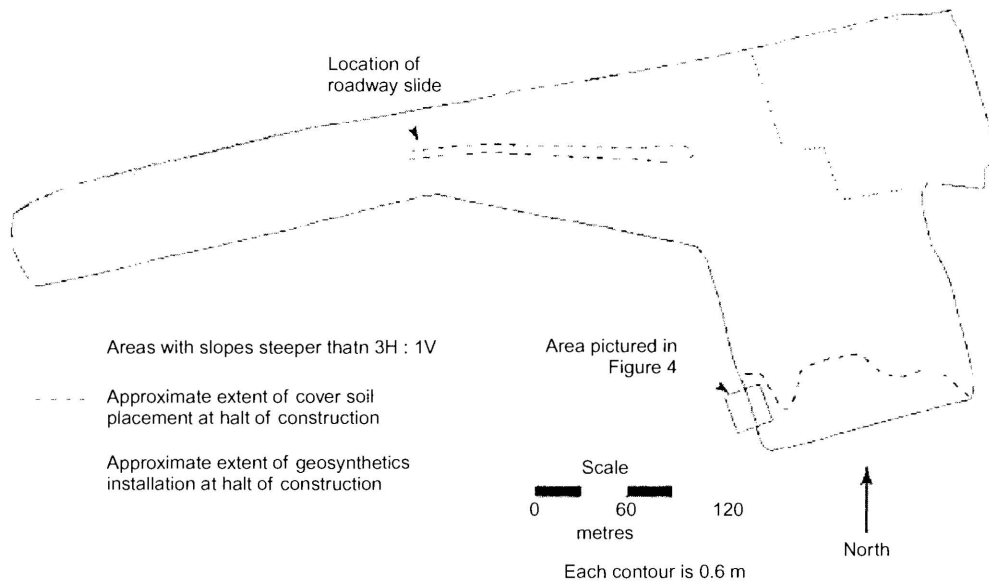 Location of
roadway slide
Areas with slopes steeper thatn 3H : 1V
Approximate extent of cover soil
placement at halt of construction
Approximate extent of geosynthetics
installation at halt of construction
Area pictured in
Figure 4
Scale
0 60 120
metres
Each contour is 0.6 m
North